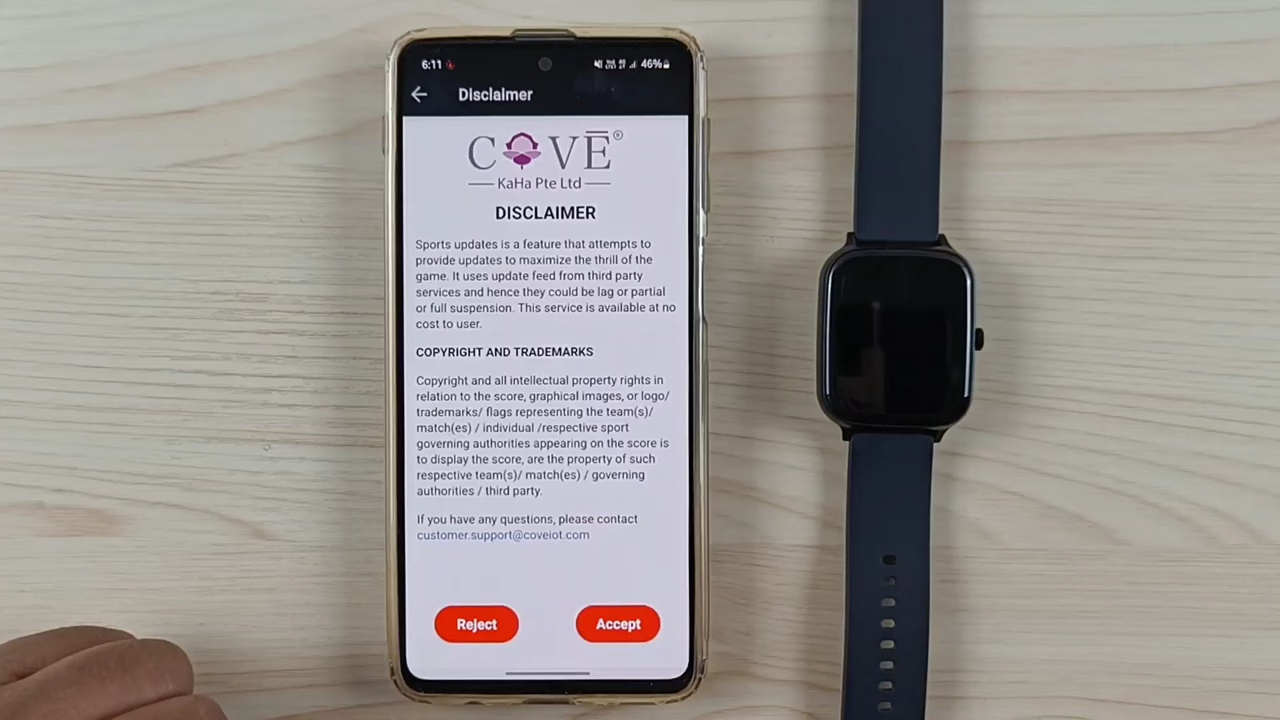 6:11 46%
Disclaimer
COVĒ®
KaHa Pte Ltd
DISCLAIMER
Sports updates is a feature that attempts to
provide updates to maximize the thrill of the
game. It uses update feed from third party
services and hence they could be lag or partial
or full suspension. This service is available at no
cost to user.
COPYRIGHT AND TRADEMARKS
Copyright and all intellectual property rights in
relation to the score, graphical images, or logo/
trademarks/ flags representing the team(s)/
match(es) / individual /respective sport
governing authorities appearing on the score is
to display the score, are the property of such
respective team(s)/ match(es) / governing
authorities / third party.
If you have any questions, please contact
customer.support@coveiot.com
Reject Accept